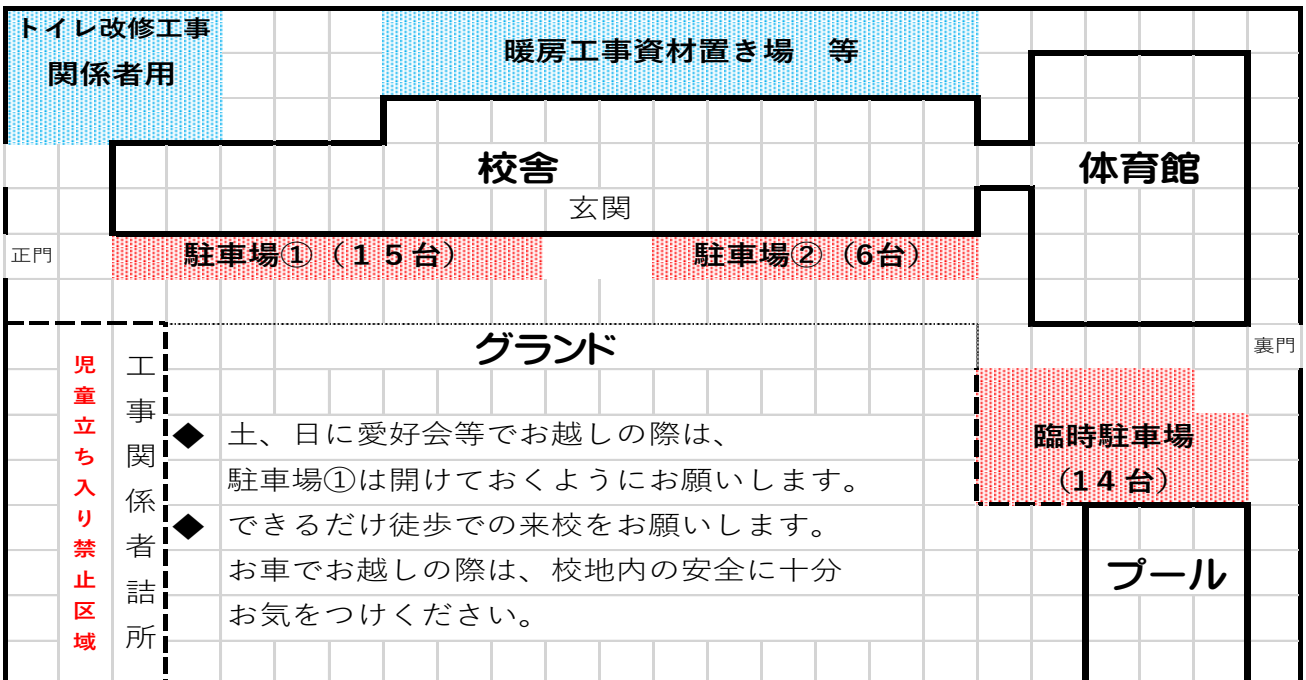 トイレ改修工事
関係者用
暖房工事資材置き場　等
校舎
体育館
玄関
正門
駐車場①（１５台）
駐車場②（6台）
グランド
裏門
児童立ち入り禁止区域
工事関係者詰所
◆ 土、日に愛好会等でお越しの際は、
駐車場①は開けておくようにお願いします。
◆ できるだけ徒歩での来校をお願いします。
お車でお越しの際は、校地内の安全に十分
お気をつけください。
臨時駐車場
（１４台）
プール